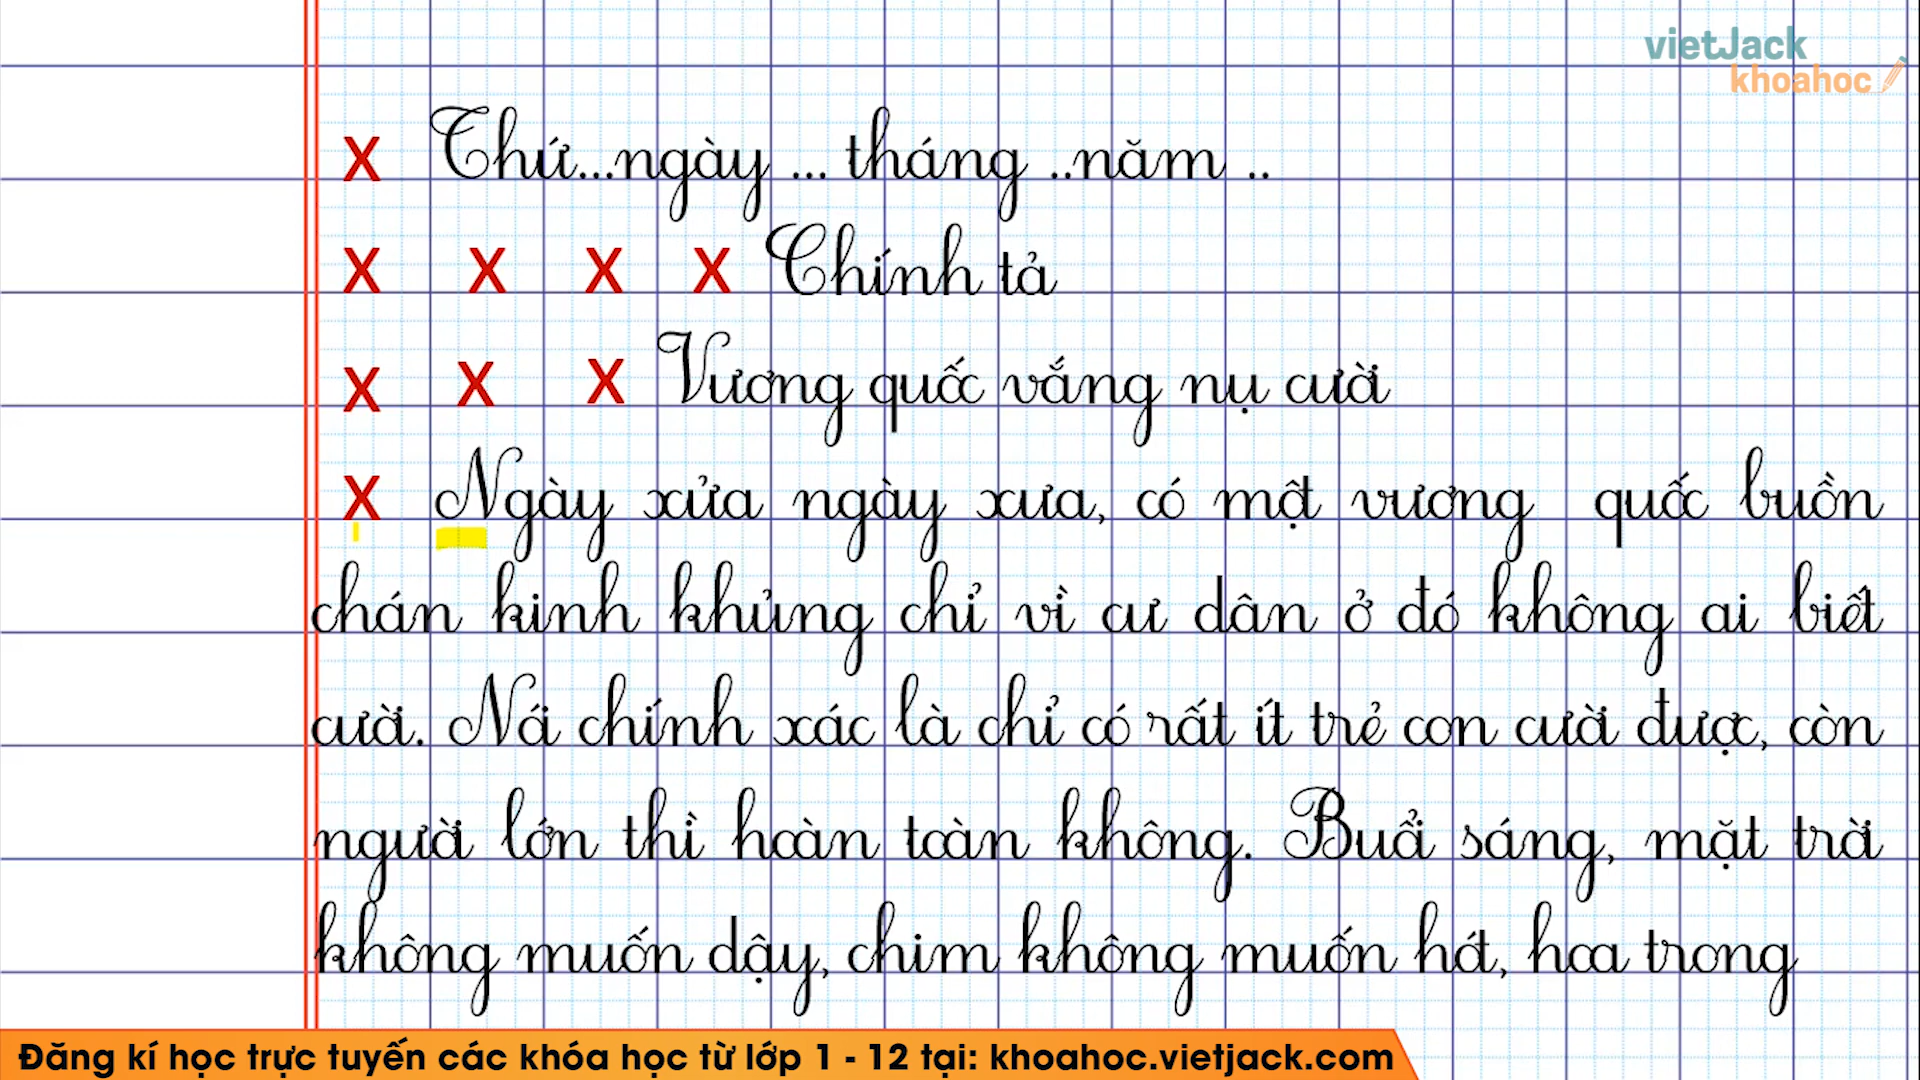 vietJack
khoahoc
x Thứ...ngày ... tháng ..năm ..
x x x x Chính tả
x x x Vương quốc vắng nụ cười
x Ngày xửa ngày xưa, có một vương quốc buồn
chán kinh khủng chỉ vì cư dân ở đó không ai biết
cười. Nói chính xác là chỉ có rất ít trẻ con cười được, còn
người lớn thì hoàn toàn không. Buổi sáng, mặt trời
không muốn dậy, chim không muốn hót, hoa trong
Đăng kí học trực tuyến các khóa học từ lớp 1 - 12 tại: khoahoc.vietjack.com